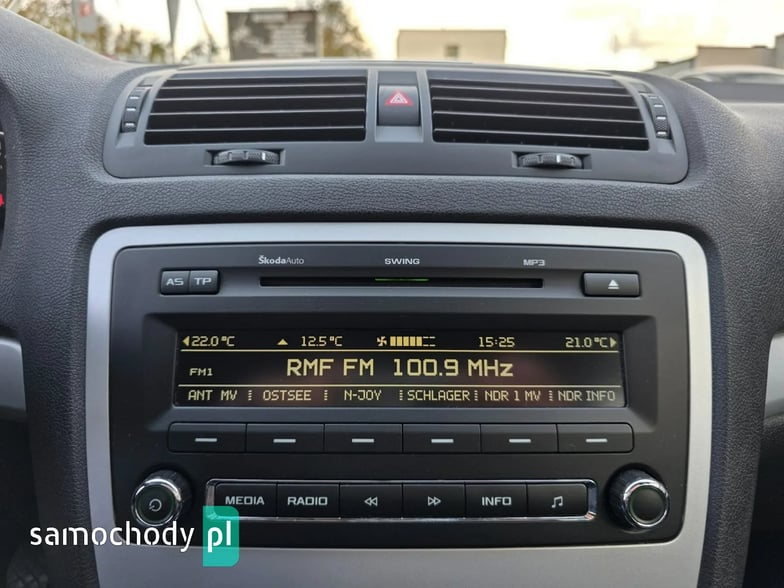 ŠkodaAuto SWING MP3
AS TP
22.0°C 12.5°C 15:25 21.0°C
FM1 RMF FM 100.9 MHz
ANT MV OSTSEE N-JOY SCHLAGER NDR 1 MV NDR INFO
MEDIA RADIO INFO
samochody pl